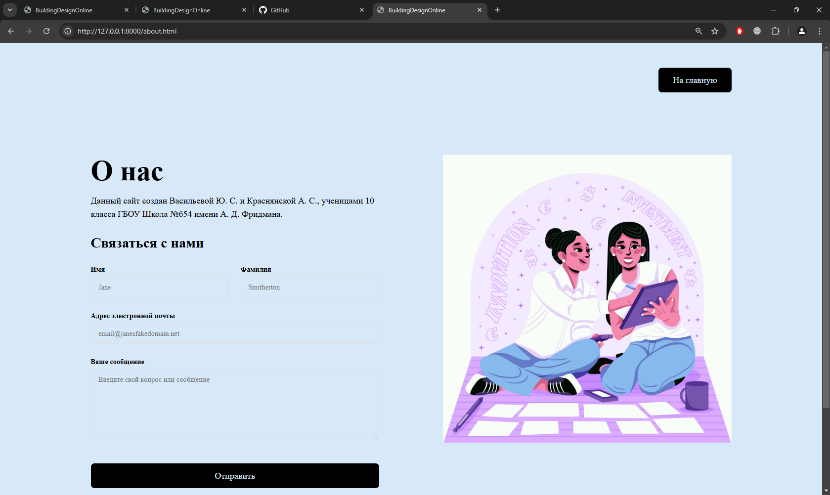 BuildingDesignOnline
BuildingDesignOnline
GitHub
BuildingDesignOnline
http://127.0.0.1:8000/about.html
На главную
О нас
Данный сайт создан Васильевой Ю. С. и Краснянской А. С., ученицами 10
класса ГБОУ Школа №654 имени А. Д. Фридмана.
Связаться с нами
Имя
Фамилия
Jane
Smitherton
Адрес электронной почты
email@janesfakedomain.net
Ваше сообщение
Введите свой вопрос или сообщение
Отправить
INNOVATION
INVESTMENT